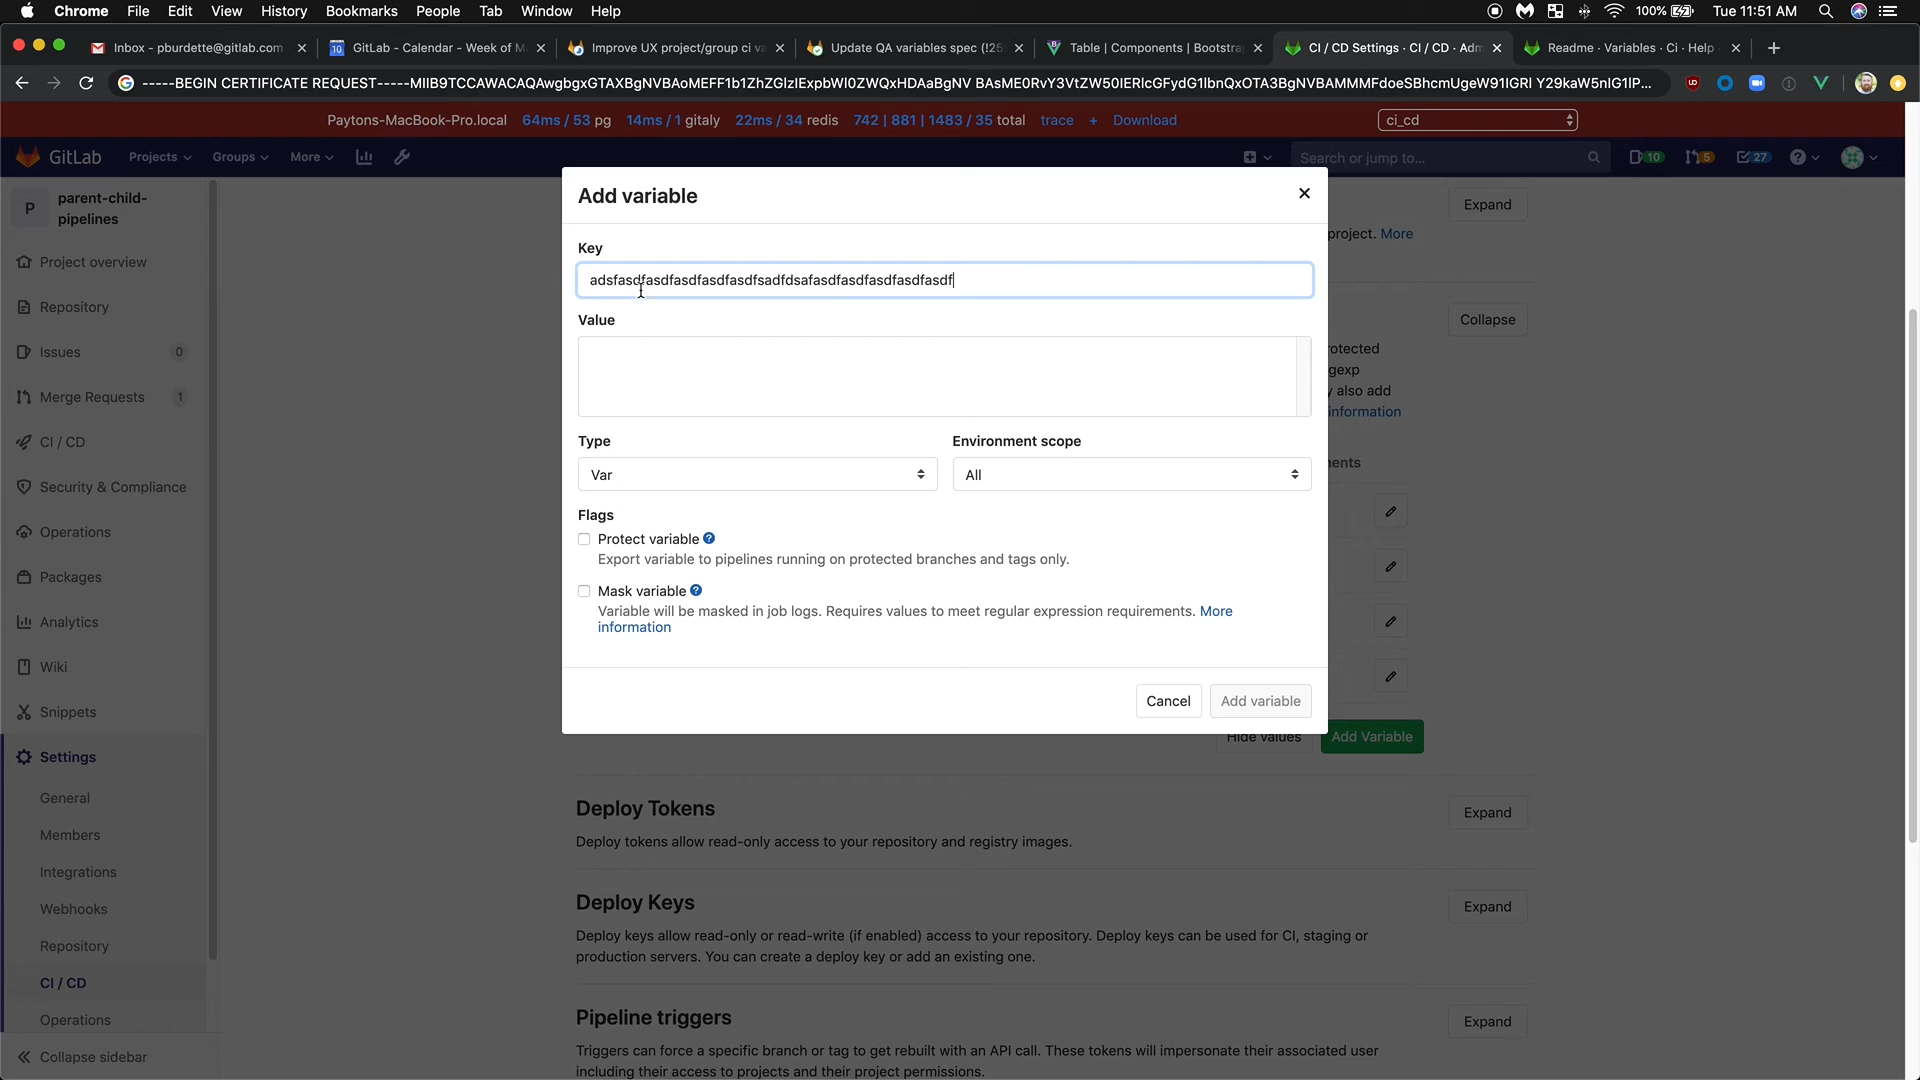 Chrome File Edit View History Bookmarks People Tab Window Help 100% Tue 11:51 AM
Inbox - pburdette@gitlab.com
GitLab - Calendar - Week of M
Improve UX project/group ci va
Update QA variables spec (!25
Table | Components | Bootstra
CI / CD Settings · CI / CD · Adm
Readme · Variables · Ci · Help
Paytons-MacBook-Pro.local 64ms / 53 pg 14ms / 1 gitaly 22ms / 34 redis 742 | 881 | 1483 / 35 total trace + Download ci_cd
GitLab Projects Groups More Search or jump to... 10 5 27
P
parent-child-
pipelines
Project overview
Repository
Issues 0
Merge Requests 1
CI / CD
Security & Compliance
Operations
Packages
Analytics
Wiki
Snippets
Settings
General
Members
Integrations
Webhooks
Repository
CI / CD
Operations
Collapse sidebar
Add variable
Key
adsfasdfasdfasdfasdfasdfsadfdsafasdfasdfasdfasdfasdf
Value
Type
Var
Environment scope
All
Flags
Protect variable
Export variable to pipelines running on protected branches and tags only.
Mask variable
Variable will be masked in job logs. Requires values to meet regular expression requirements. More
information
Cancel Add variable
Expand
project. More
Collapse
otected
gexp
also add
information
ents
Hide values Add Variable
Deploy Tokens
Expand
Deploy tokens allow read-only access to your repository and registry images.
Deploy Keys
Expand
Deploy keys allow read-only or read-write (if enabled) access to your repository. Deploy keys can be used for CI, staging or
production servers. You can create a deploy key or add an existing one.
Pipeline triggers
Expand
Triggers can force a specific branch or tag to get rebuilt with an API call. These tokens will impersonate their associated user
including their access to projects and their project permissions.